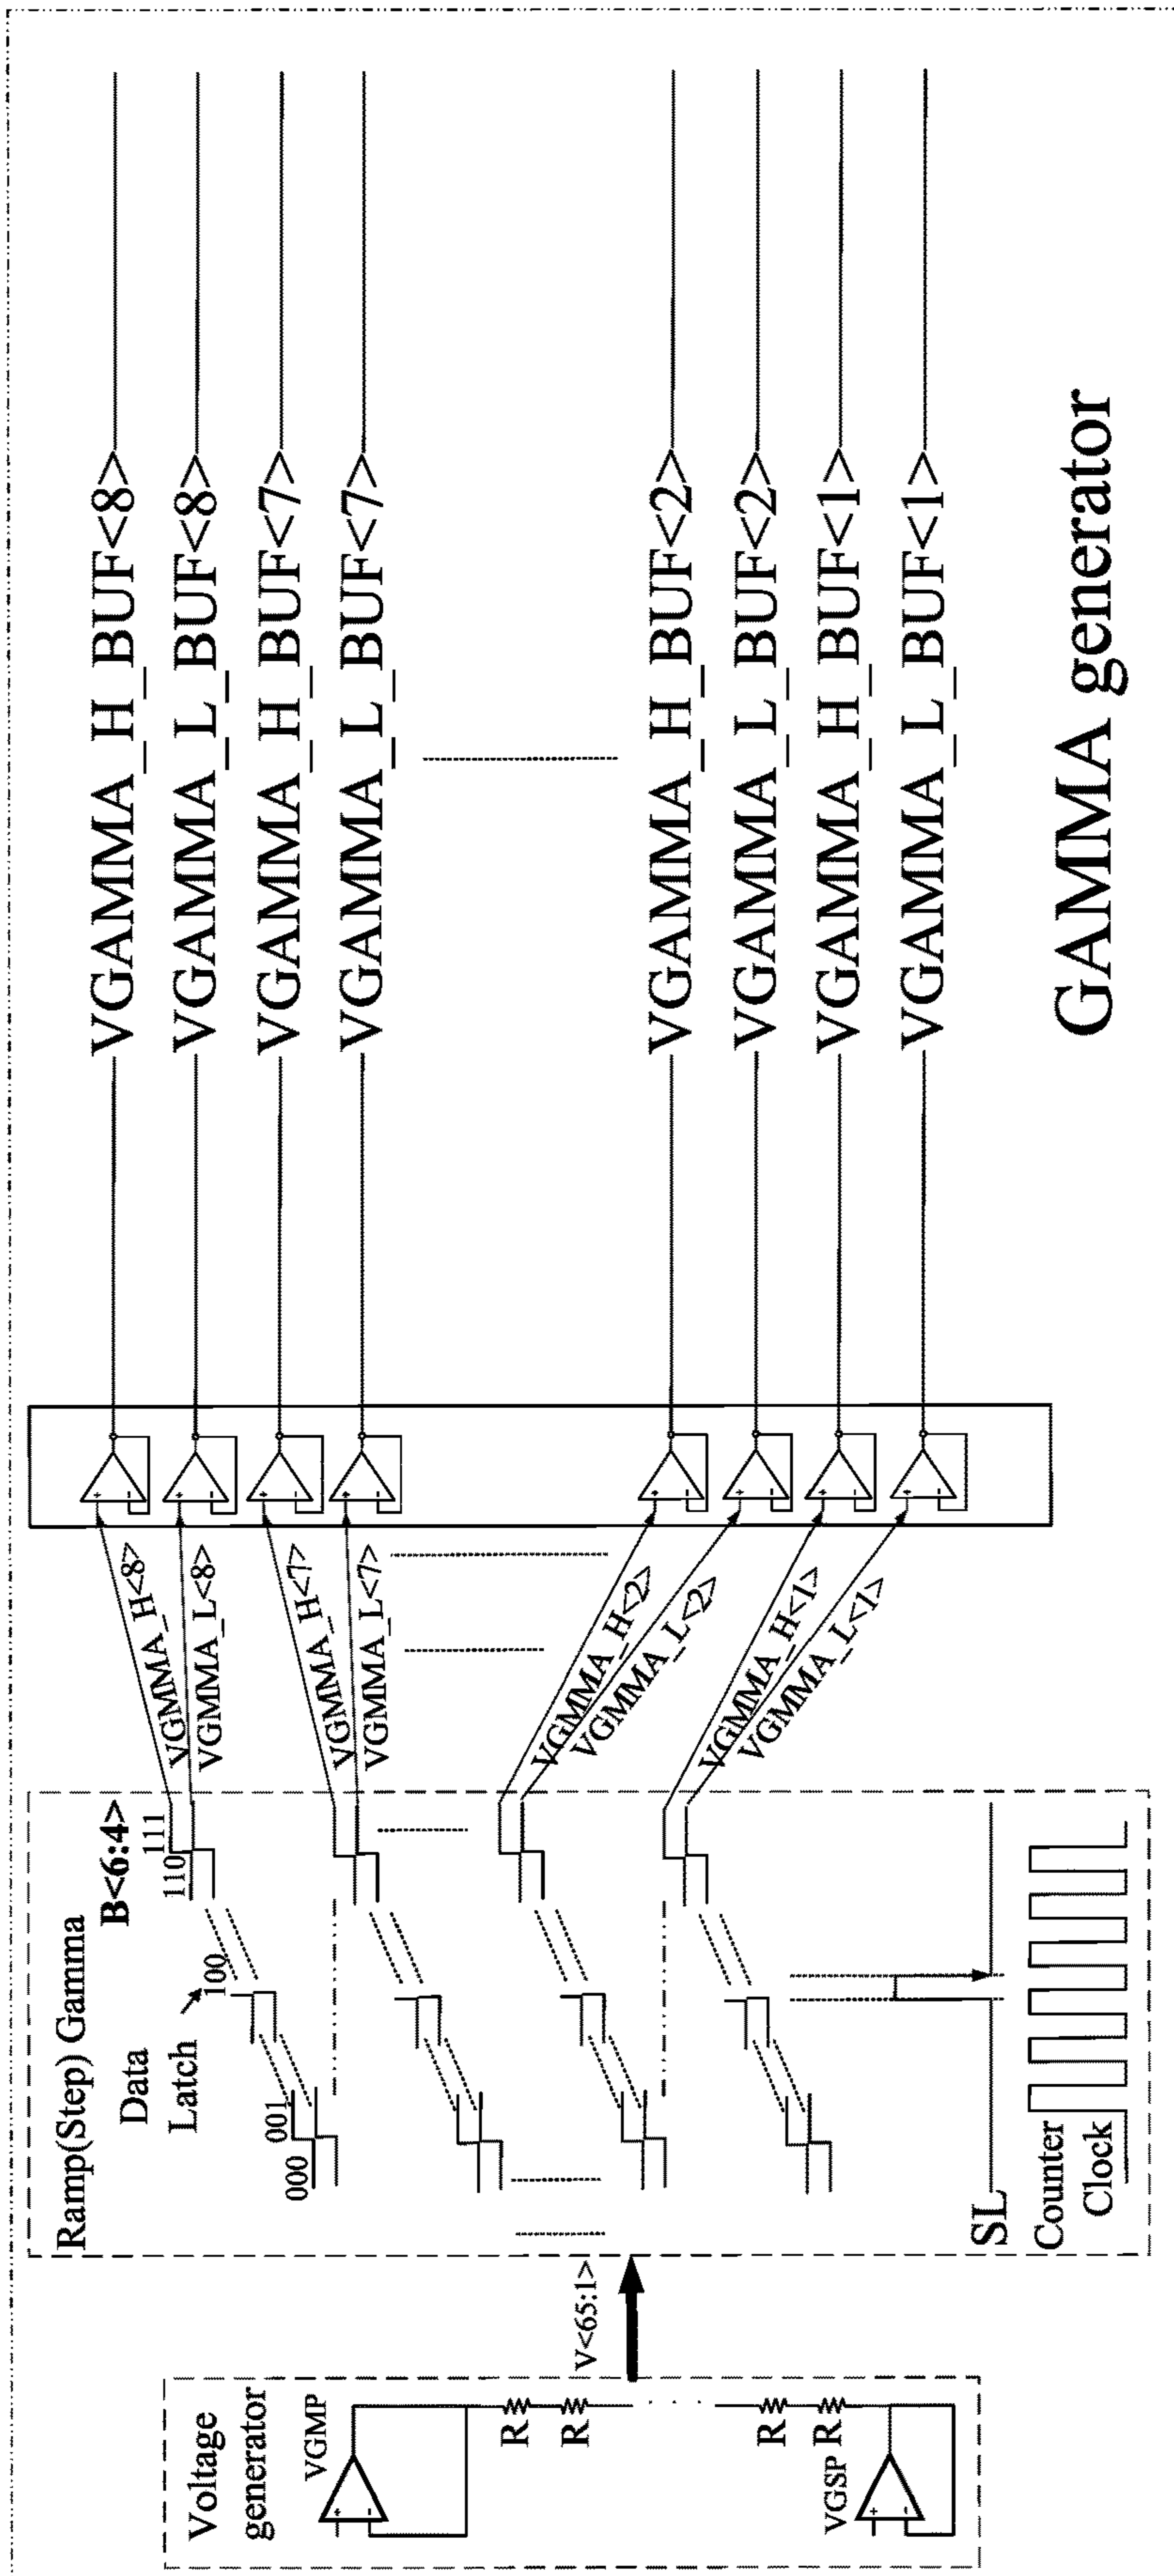 Voltage
generator
VGMP
R
R
R
R
VGSP
V<65:1>
Ramp(Step) Gamma
B<6:4>
Data
Latch
000
001
100
110
111
SL
Counter
Clock
VGMMA_H<8>
VGMMA_L<8>
VGMMA_H<7>
VGMMA_L<7>
VGMMA_H<2>
VGMMA_L<2>
VGMMA_H<1>
VGMMA_L<1>
VGAMMA_H_BUF<8>
VGAMMA_L_BUF<8>
VGAMMA_H_BUF<7>
VGAMMA_L_BUF<7>
VGAMMA_H_BUF<2>
VGAMMA_L_BUF<2>
VGAMMA_H_BUF<1>
VGAMMA_L_BUF<1>
GAMMA generator